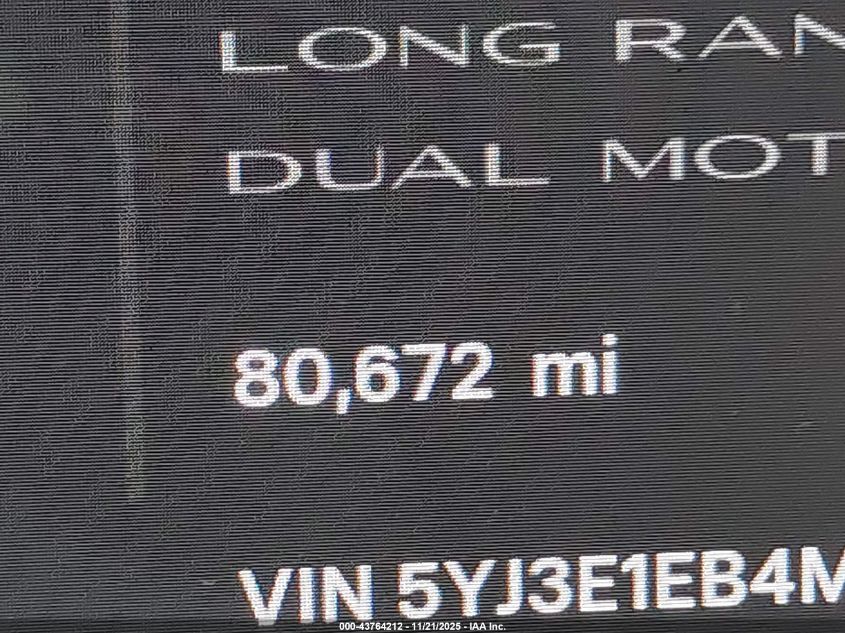 LONG RAN
DUAL MOT
80,672 mi
VIN 5YJ3E1EB4M
000-43764212 - 11/21/2025 - IAA Inc.